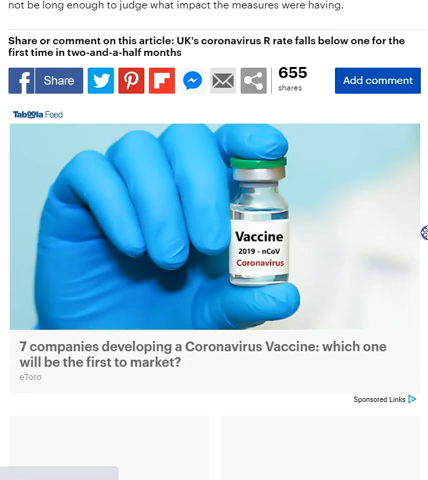 not be long enough to judge what impact the measures were having.
Share or comment on this article: UK's coronavirus R rate falls below one for the
first time in two-and-a-half months
Share
655
shares
Add comment
Taboola Feed
Vaccine
2019 - nCoV
Coronavirus
7 companies developing a Coronavirus Vaccine: which one
will be the first to market?
eToro
Sponsored Links